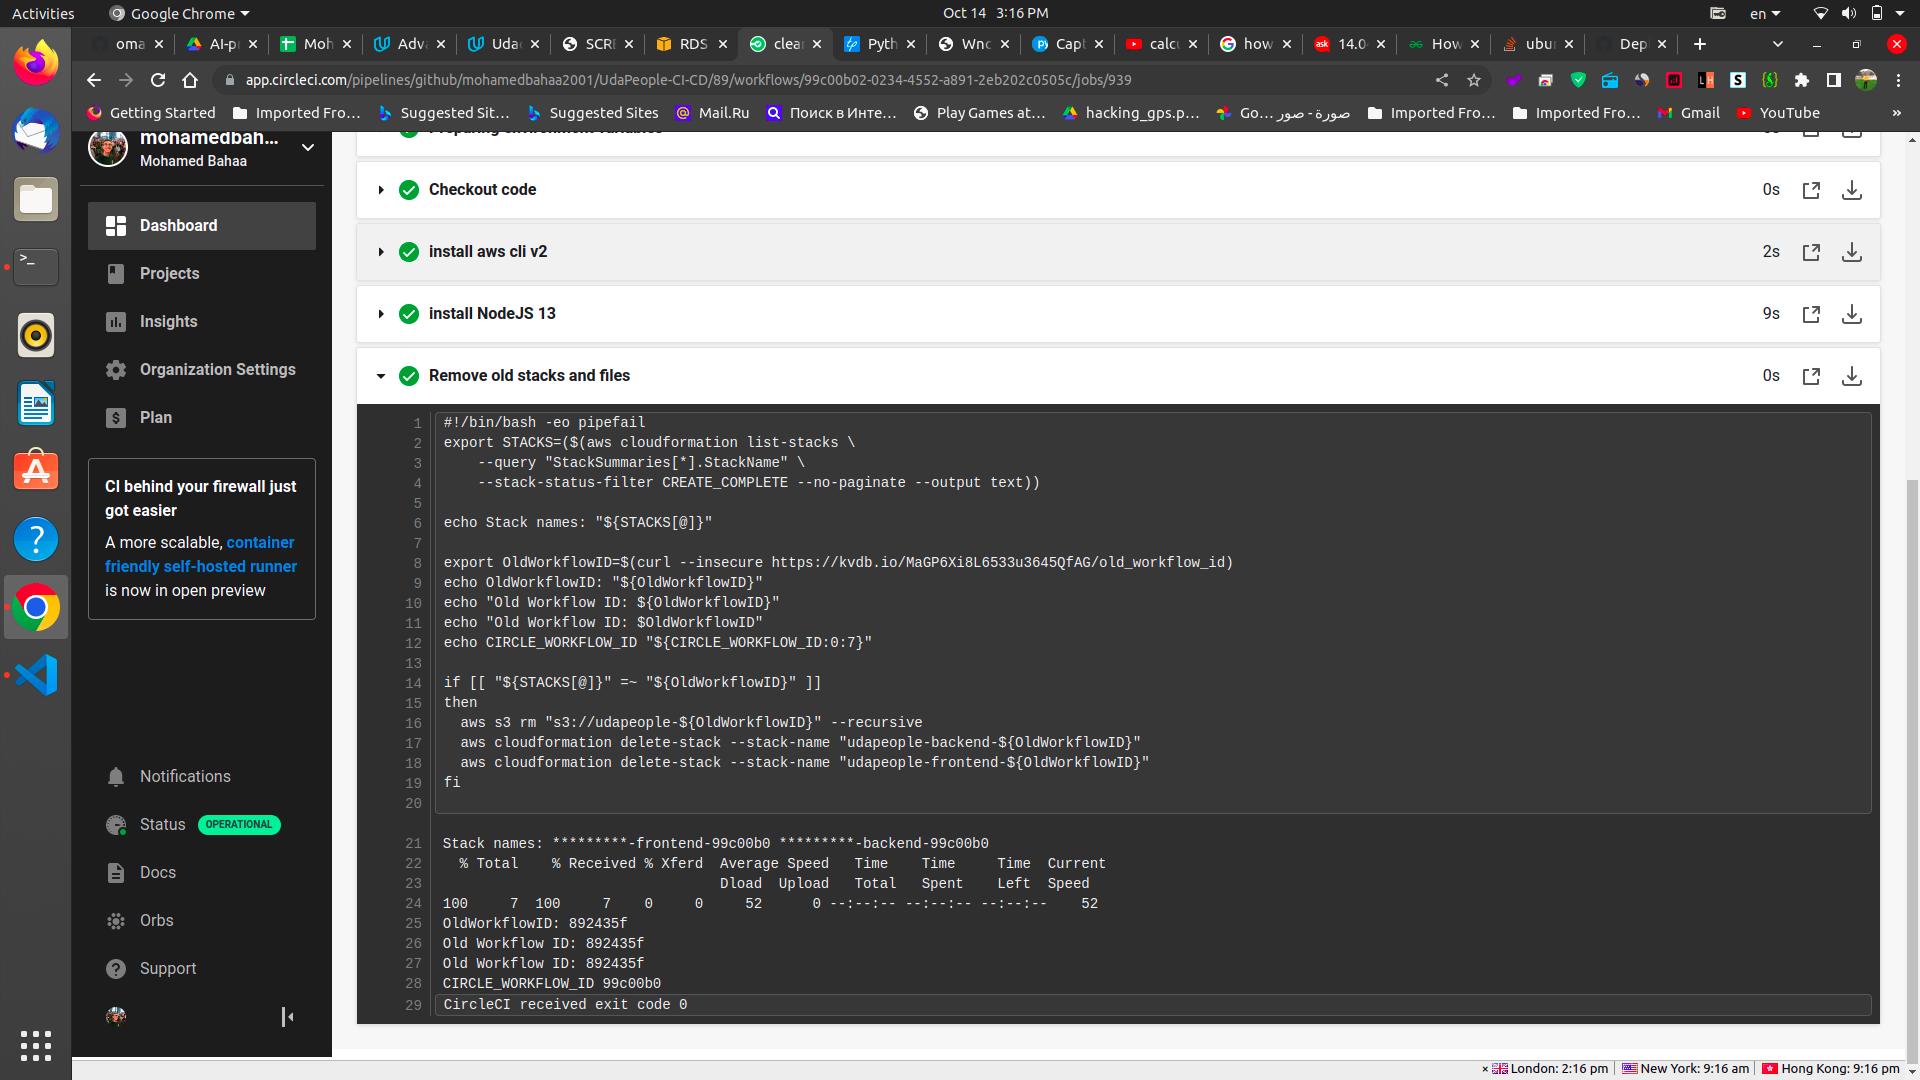 Activities
Google Chrome
Oct 14 3:16 PM
en
oma
AI-p
Moh
Adva
Udac
SCRE
RDS
clear
Pyth
Wnc
Capt
calcu
how
14.0
How
ubur
Dep
app.circleci.com/pipelines/github/mohamedbahaa2001/UdaPeople-CI-CD/89/workflows/99c00b02-0234-4552-a891-2eb202c0505c/jobs/939
Getting Started
Imported Fro...
Suggested Sit...
Suggested Sites
Mail.Ru
Поиск в Инте...
Play Games at...
hacking_gps.p...
Go... صورة - صور
Imported Fro...
Imported Fro...
Gmail
YouTube
»
mohamedbah...
Mohamed Bahaa
Dashboard
Projects
Insights
Organization Settings
Plan
CI behind your firewall just
got easier
A more scalable, container
friendly self-hosted runner
is now in open preview
Notifications
Status OPERATIONAL
Docs
Orbs
Support
Preparing environment variables 0s
Checkout code 0s
install aws cli v2 2s
install NodeJS 13 9s
Remove old stacks and files 0s
1 #!/bin/bash -eo pipefail
2 export STACKS=($(aws cloudformation list-stacks \
3 --query "StackSummaries[*].StackName" \
4 --stack-status-filter CREATE_COMPLETE --no-paginate --output text))
5
6 echo Stack names: "${STACKS[@]}"
7
8 export OldWorkflowID=$(curl --insecure https://kvdb.io/MaGP6Xi8L6533u3645QfAG/old_workflow_id)
9 echo OldWorkflowID: "${OldWorkflowID}"
10 echo "Old Workflow ID: ${OldWorkflowID}"
11 echo "Old Workflow ID: $OldWorkflowID"
12 echo CIRCLE_WORKFLOW_ID "${CIRCLE_WORKFLOW_ID:0:7}"
13
14 if [[ "${STACKS[@]}" =~ "${OldWorkflowID}" ]]
15 then
16 aws s3 rm "s3://udapeople-${OldWorkflowID}" --recursive
17 aws cloudformation delete-stack --stack-name "udapeople-backend-${OldWorkflowID}"
18 aws cloudformation delete-stack --stack-name "udapeople-frontend-${OldWorkflowID}"
19 fi
20
21 Stack names: *********-frontend-99c00b0 *********-backend-99c00b0
22 % Total % Received % Xferd Average Speed Time Time Time Current
23 Dload Upload Total Spent Left Speed
24 100 7 100 7 0 0 52 0 --:--:-- --:--:-- --:--:-- 52
25 OldWorkflowID: 892435f
26 Old Workflow ID: 892435f
27 Old Workflow ID: 892435f
28 CIRCLE_WORKFLOW_ID 99c00b0
29 CircleCI received exit code 0
× London: 2:16 pm
New York: 9:16 am
Hong Kong: 9:16 pm